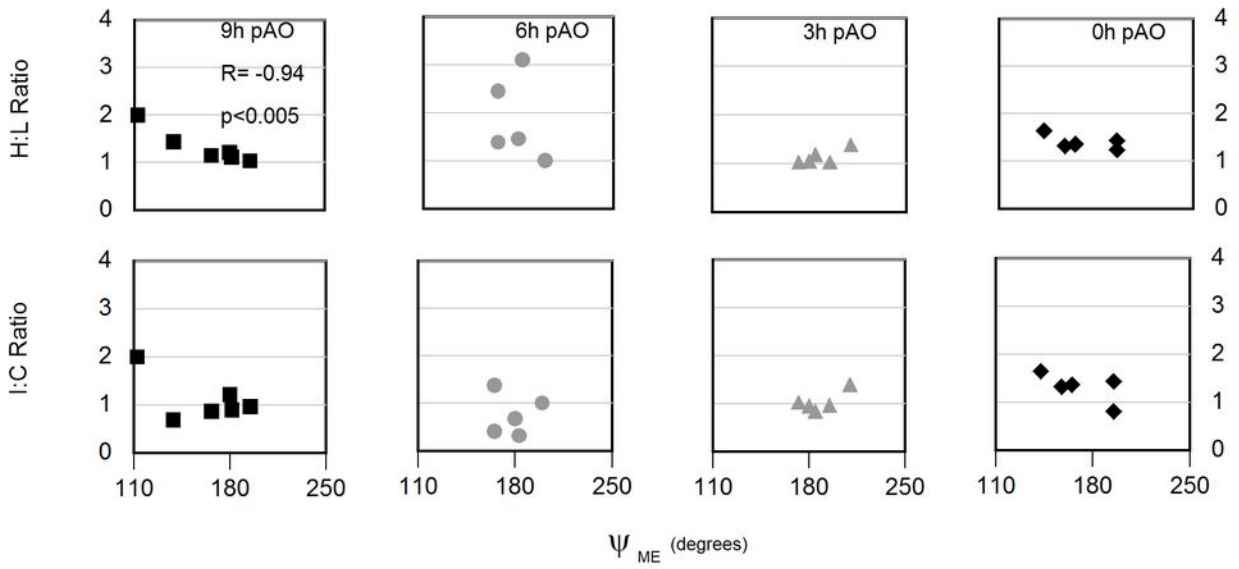 4 9h pAO 6h pAO 3h pAO 0h pAO 4
3 R= -0.94 3
H:L Ratio
2 p<0.005 2
1 1
0 0
4 4
3 3
I:C Ratio
2 2
1 1
0 0
110 180 250 110 180 250 110 180 250 110 180 250
Ψ ME (degrees)